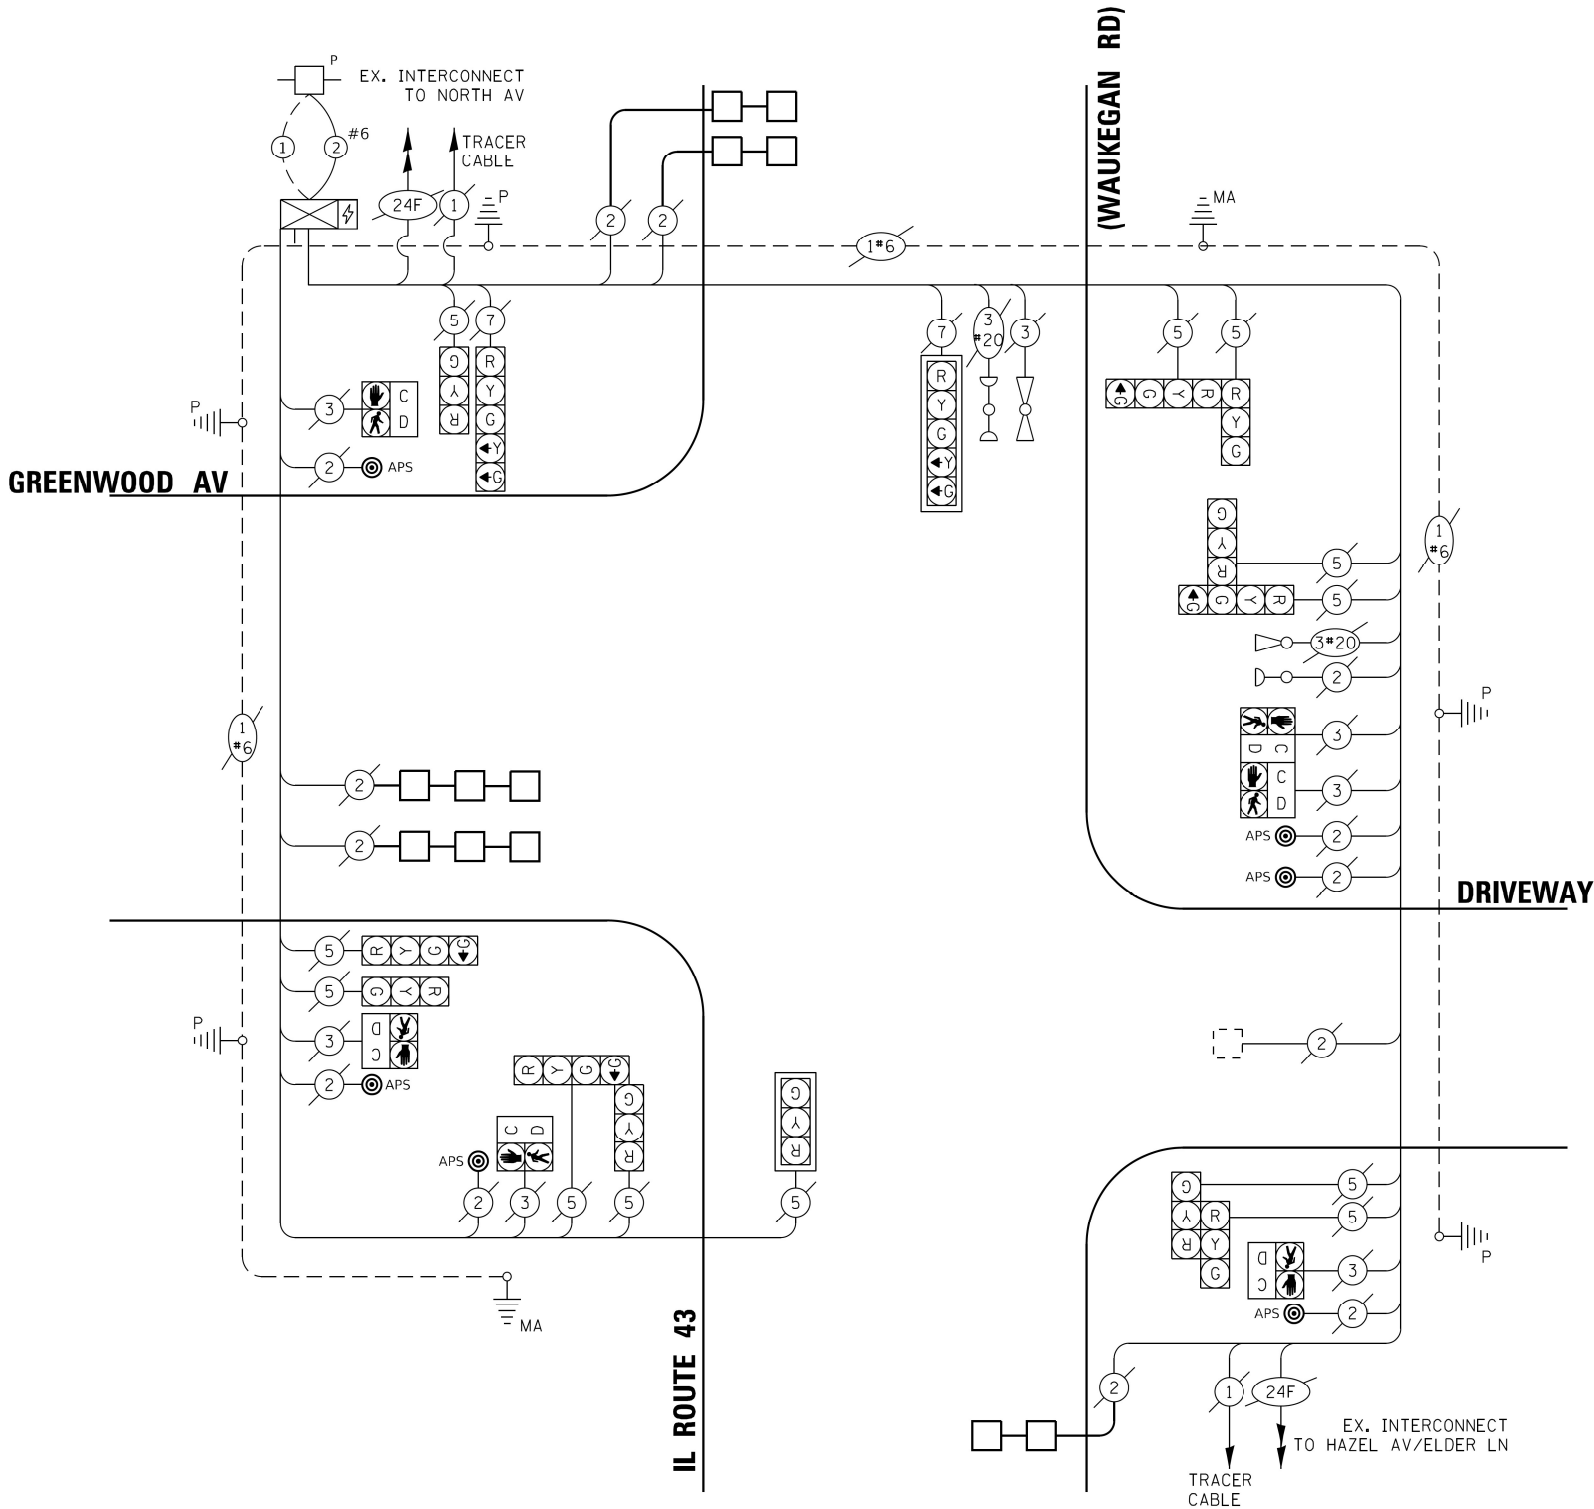 P
EX. INTERCONNECT
TO NORTH AV
1
2
#6
TRACER
CABLE
24F
1
P
2
2
(WAUKEGAN RD)
MA
1#6
5
7
7
3
#20
3
5
5
G
Y
R
R
Y
G
Y
G
R
Y
G
Y
G
G
G
Y
R
R
Y
G
P
3
C
D
2
APS
GREENWOOD AV
G
Y
R
5
G
G
Y
R
5
1
#6
3#20
2
P
1
#6
3
D
C
3
C
D
APS
2
APS
2
DRIVEWAY
2
2
5
R
Y
G
G
5
G
Y
R
P
3
D
C
2
APS
2
R
Y
G
G
G
Y
R
C
D
APS
2
3
5
5
G
Y
R
5
G
Y
R
R
Y
G
5
5
D
C
3
APS
2
P
MA
IL ROUTE 43
2
1
24F
EX. INTERCONNECT
TO HAZEL AV/ELDER LN
TRACER
CABLE